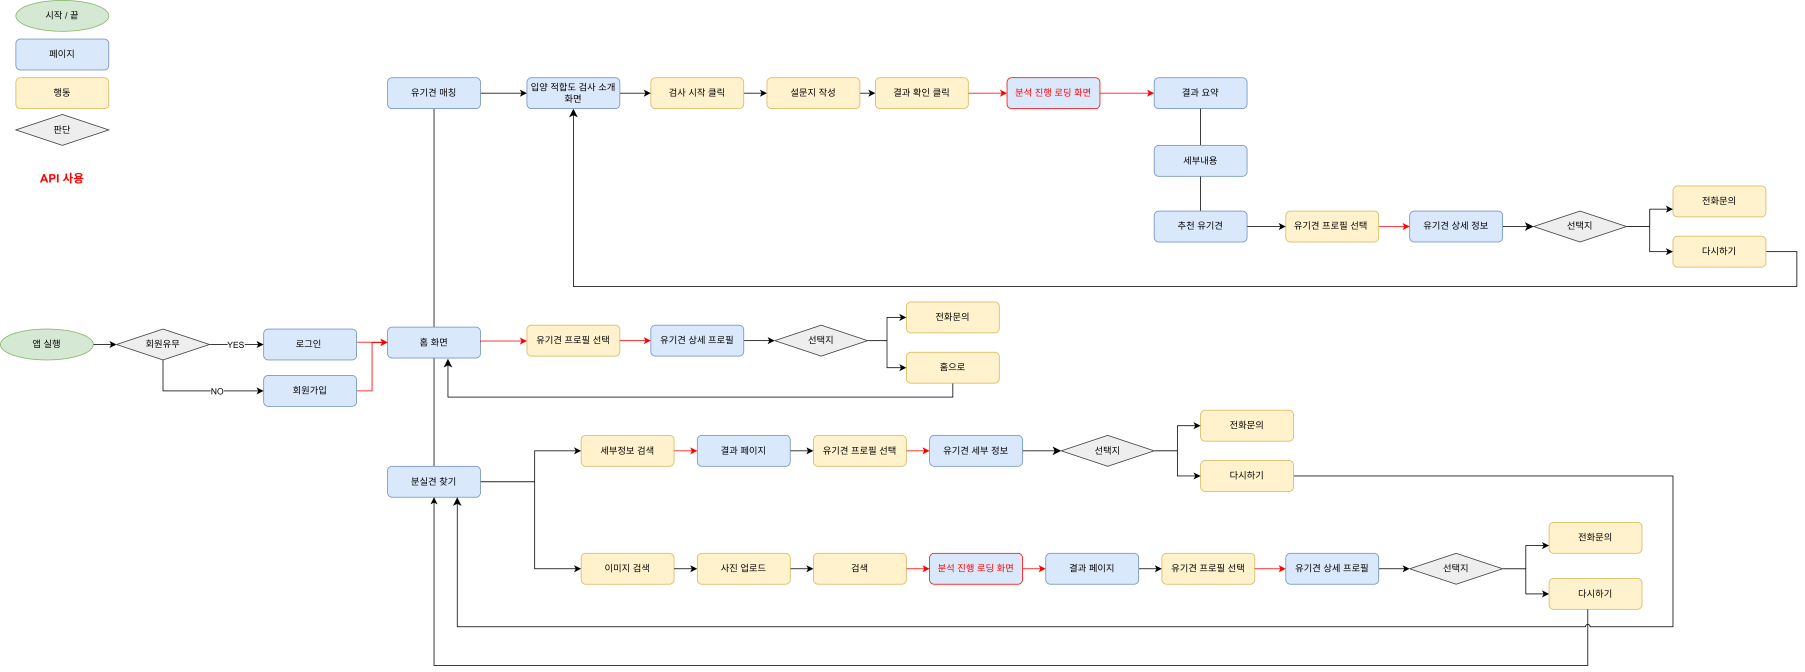 시작 / 끝
페이지
행동
판단
API 사용
유기견 매칭
입양 적합도 검사 소개
화면
검사 시작 클릭
설문지 작성
결과 확인 클릭
분석 진행 로딩 화면
결과 요약
세부내용
추천 유기견
유기견 프로필 선택
유기견 상세 정보
선택지
전화문의
다시하기
앱 실행
회원유무
YES
로그인
NO
회원가입
홈 화면
유기견 프로필 선택
유기견 상세 프로필
선택지
전화문의
홈으로
분실견 찾기
세부정보 검색
결과 페이지
유기견 프로필 선택
유기견 세부 정보
선택지
전화문의
다시하기
이미지 검색
사진 업로드
검색
분석 진행 로딩 화면
결과 페이지
유기견 프로필 선택
유기견 상세 프로필
선택지
전화문의
다시하기